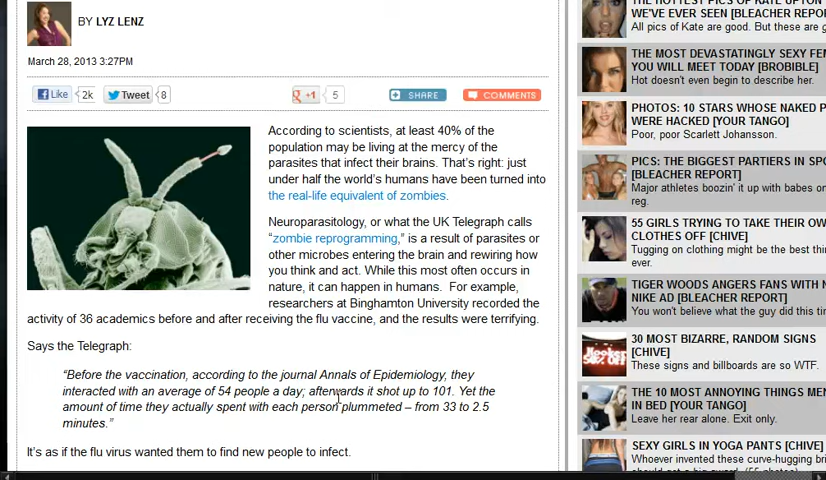 BY LYZ LENZ
March 28, 2013 3:27PM
Like 2k Tweet 8 +1 5 SHARE COMMENTS
According to scientists, at least 40% of the
population may be living at the mercy of the
parasites that infect their brains. That's right: just
under half the world's humans have been turned into
the real-life equivalent of zombies.
Neuroparasitology, or what the UK Telegraph calls
“zombie reprogramming,” is a result of parasites or
other microbes entering the brain and rewiring how
you think and act. While this most often occurs in
nature, it can happen in humans. For example,
researchers at Binghamton University recorded the
activity of 36 academics before and after receiving the flu vaccine, and the results were terrifying.
Says the Telegraph:
“Before the vaccination, according to the journal Annals of Epidemiology, they
interacted with an average of 54 people a day; afterwards it shot up to 101. Yet the
amount of time they actually spent with each person plummeted – from 33 to 2.5
minutes.”
It's as if the flu virus wanted them to find new people to infect.
THE HOTTEST PICS OF KATE UPTON
WE'VE EVER SEEN [BLEACHER REPO
All pics of Kate are good. But these are
THE MOST DEVASTATINGLY SEXY
YOU WILL MEET TODAY [BROBIBLE]
Hot doesn't even begin to describe her.
PHOTOS: 10 STARS WHOSE NAKED
WERE HACKED [YOUR TANGO]
Poor, poor Scarlett Johansson.
PICS: THE BIGGEST PARTIERS IN
[BLEACHER REPORT]
Major athletes boozin' it up with babes
reg.
55 GIRLS TRYING TO TAKE THEIR
CLOTHES OFF [CHIVE]
Tugging on clothing might be the best
ever.
TIGER WOODS ANGERS FANS WITH
NIKE AD [BLEACHER REPORT]
You won't believe what the guy did this
30 MOST BIZARRE, RANDOM SIGNS
[CHIVE]
These signs and billboards are so WTF.
THE 10 MOST ANNOYING THINGS
IN BED [YOUR TANGO]
Leave her rear alone. Exit only.
SEXY GIRLS IN YOGA PANTS [CHIVE]
Whoever invented these curve-hugging